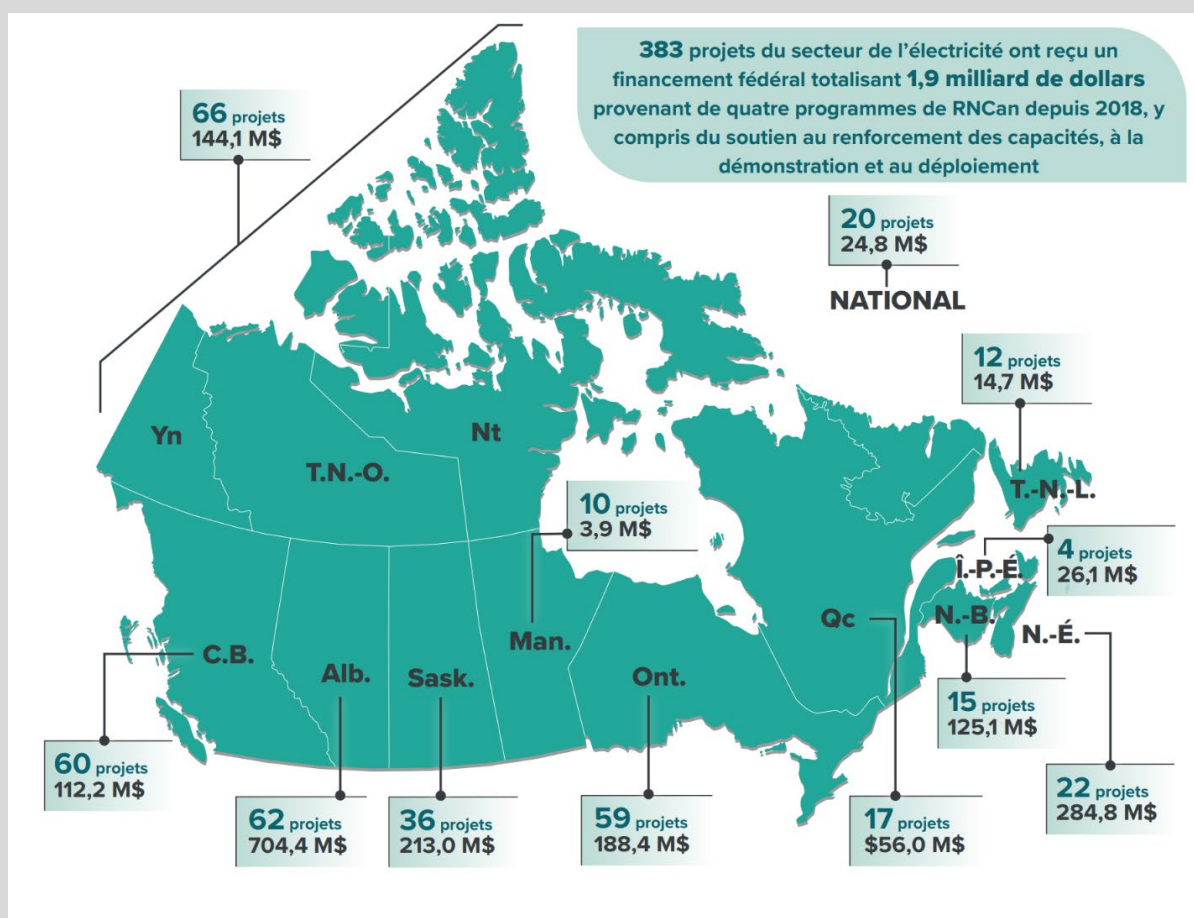 383 projets du secteur de l'électricité ont reçu un
financement fédéral totalisant 1,9 milliard de dollars
provenant de quatre programmes de RNCan depuis 2018, y
compris du soutien au renforcement des capacités, à la
démonstration et au déploiement
66 projets
144,1 M$
20 projets
24,8 M$
NATIONAL
12 projets
14,7 M$
Yn
T.N.-O.
Nt
T.-N.-L.
10 projets
3,9 M$
4 projets
26,1 M$
Î.-P.-É.
C.B.
Alb.
Sask.
Man.
Ont.
Qc
N.-B.
N.-É.
15 projets
125,1 M$
60 projets
112,2 M$
62 projets
704,4 M$
36 projets
213,0 M$
59 projets
188,4 M$
17 projets
$56,0 M$
22 projets
284,8 M$